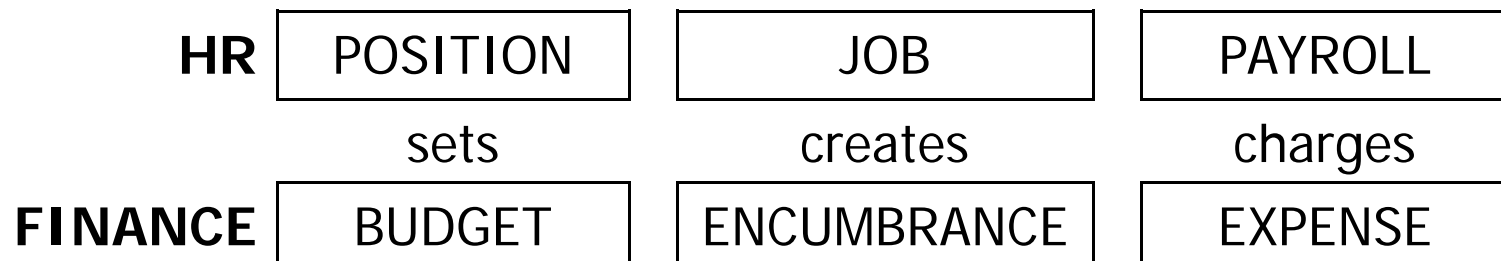 HR POSITION JOB PAYROLL
sets creates charges
FINANCE BUDGET ENCUMBRANCE EXPENSE